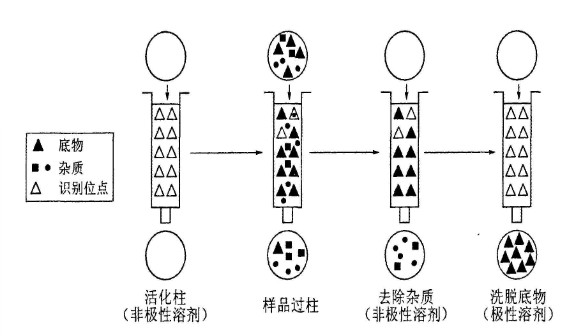 底物
杂质
识别位点
活化柱
(非极性溶剂)
样品过柱
去除杂质
(非极性溶剂)
洗脱底物
(极性溶剂)